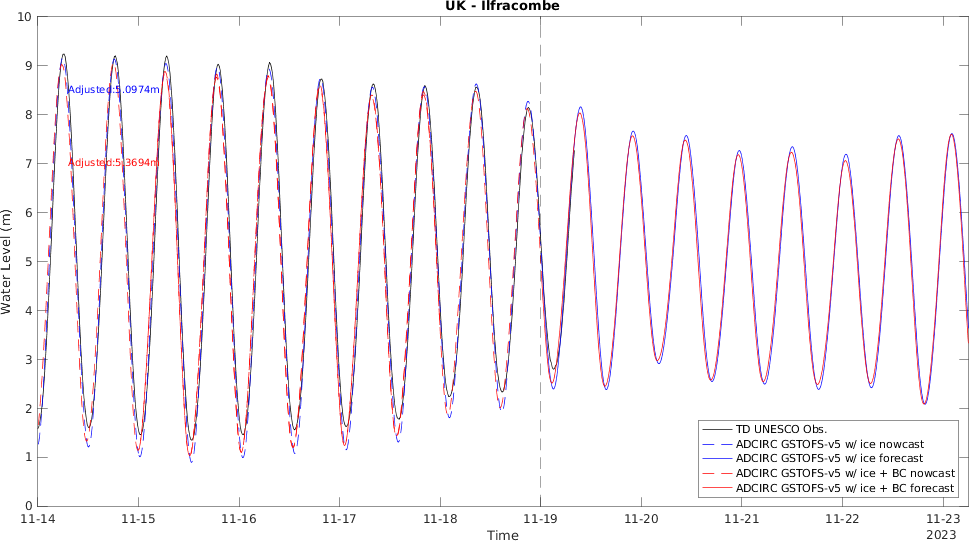 UK - Ilfracombe
10
9
8
7
6
5
4
3
2
1
0
Water Level (m)
Adjusted:5.0974m
Adjusted:5.3694m
TD UNESCO Obs.
ADCIRC GSTOFS-v5 w/ ice nowcast
ADCIRC GSTOFS-v5 w/ ice forecast
ADCIRC GSTOFS-v5 w/ ice + BC nowcast
ADCIRC GSTOFS-v5 w/ ice + BC forecast
11-14 11-15 11-16 11-17 11-18 11-19 11-20 11-21 11-22 11-23
2023
Time